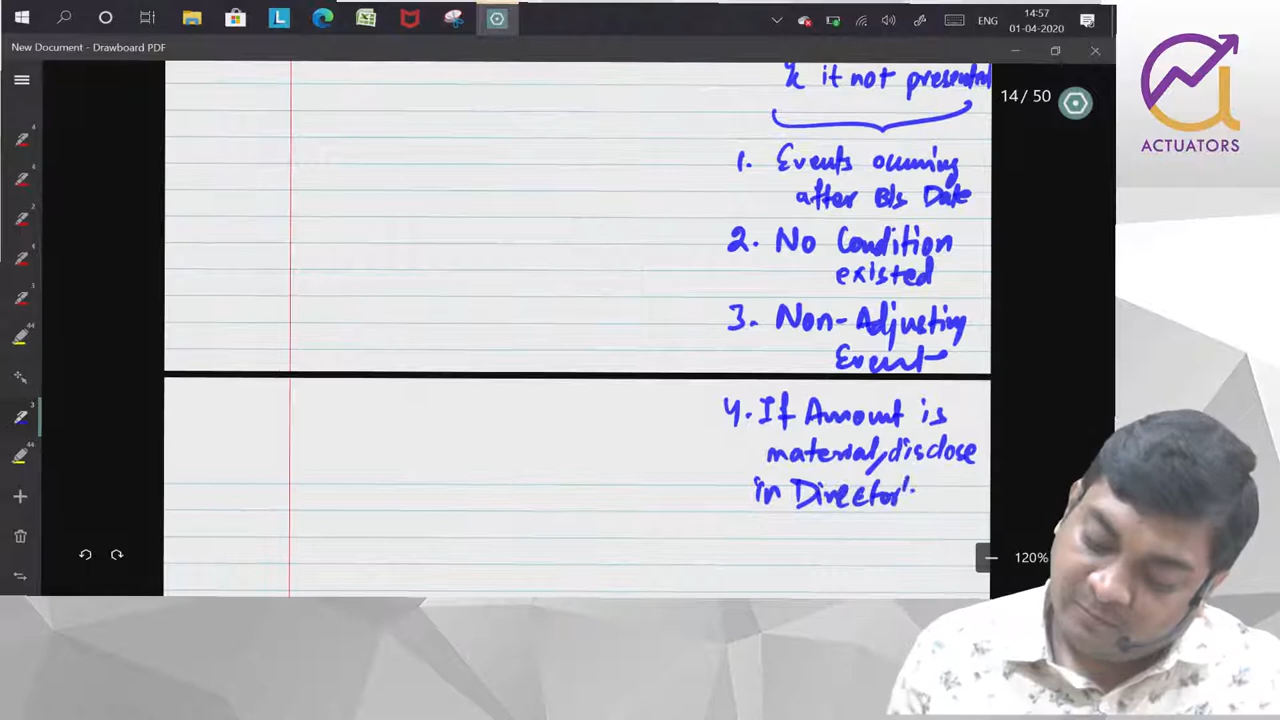 14:57
ENG
01-04-2020
New Document - Drawboard PDF
it not presented
14 / 50
ACTUATORS
1. Events occurring
after B/s Date
2. No Condition
existed
3. Non-Adjusting
Event
4. If Amount is
material, disclose
in Director'
120%